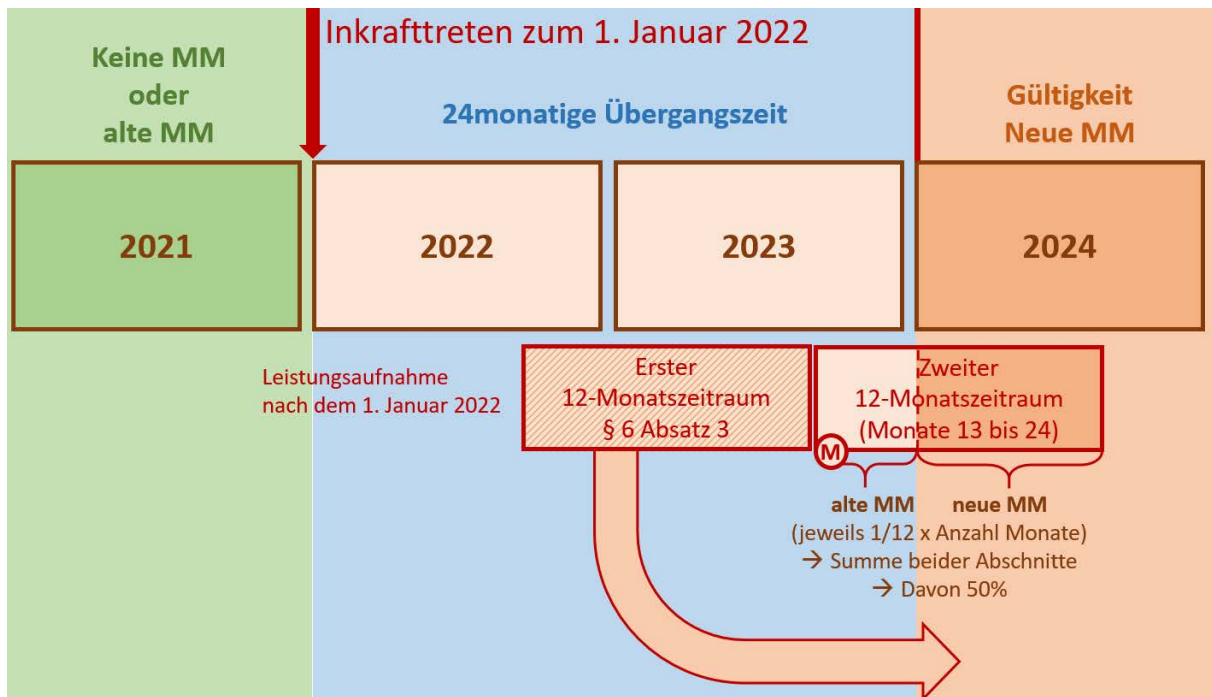 Inkrafttreten zum 1. Januar 2022
Keine MM
oder
alte MM
24monatige Übergangszeit
Gültigkeit
Neue MM
2021
2022
2023
2024
Leistungsaufnahme
nach dem 1. Januar 2022
Erster
12-Monatszeitraum
§ 6 Absatz 3
Zweiter
12-Monatszeitraum
(Monate 13 bis 24)
M
alte MM
neue MM
(jeweils 1/12 x Anzahl Monate)
→ Summe beider Abschnitte
→ Davon 50%